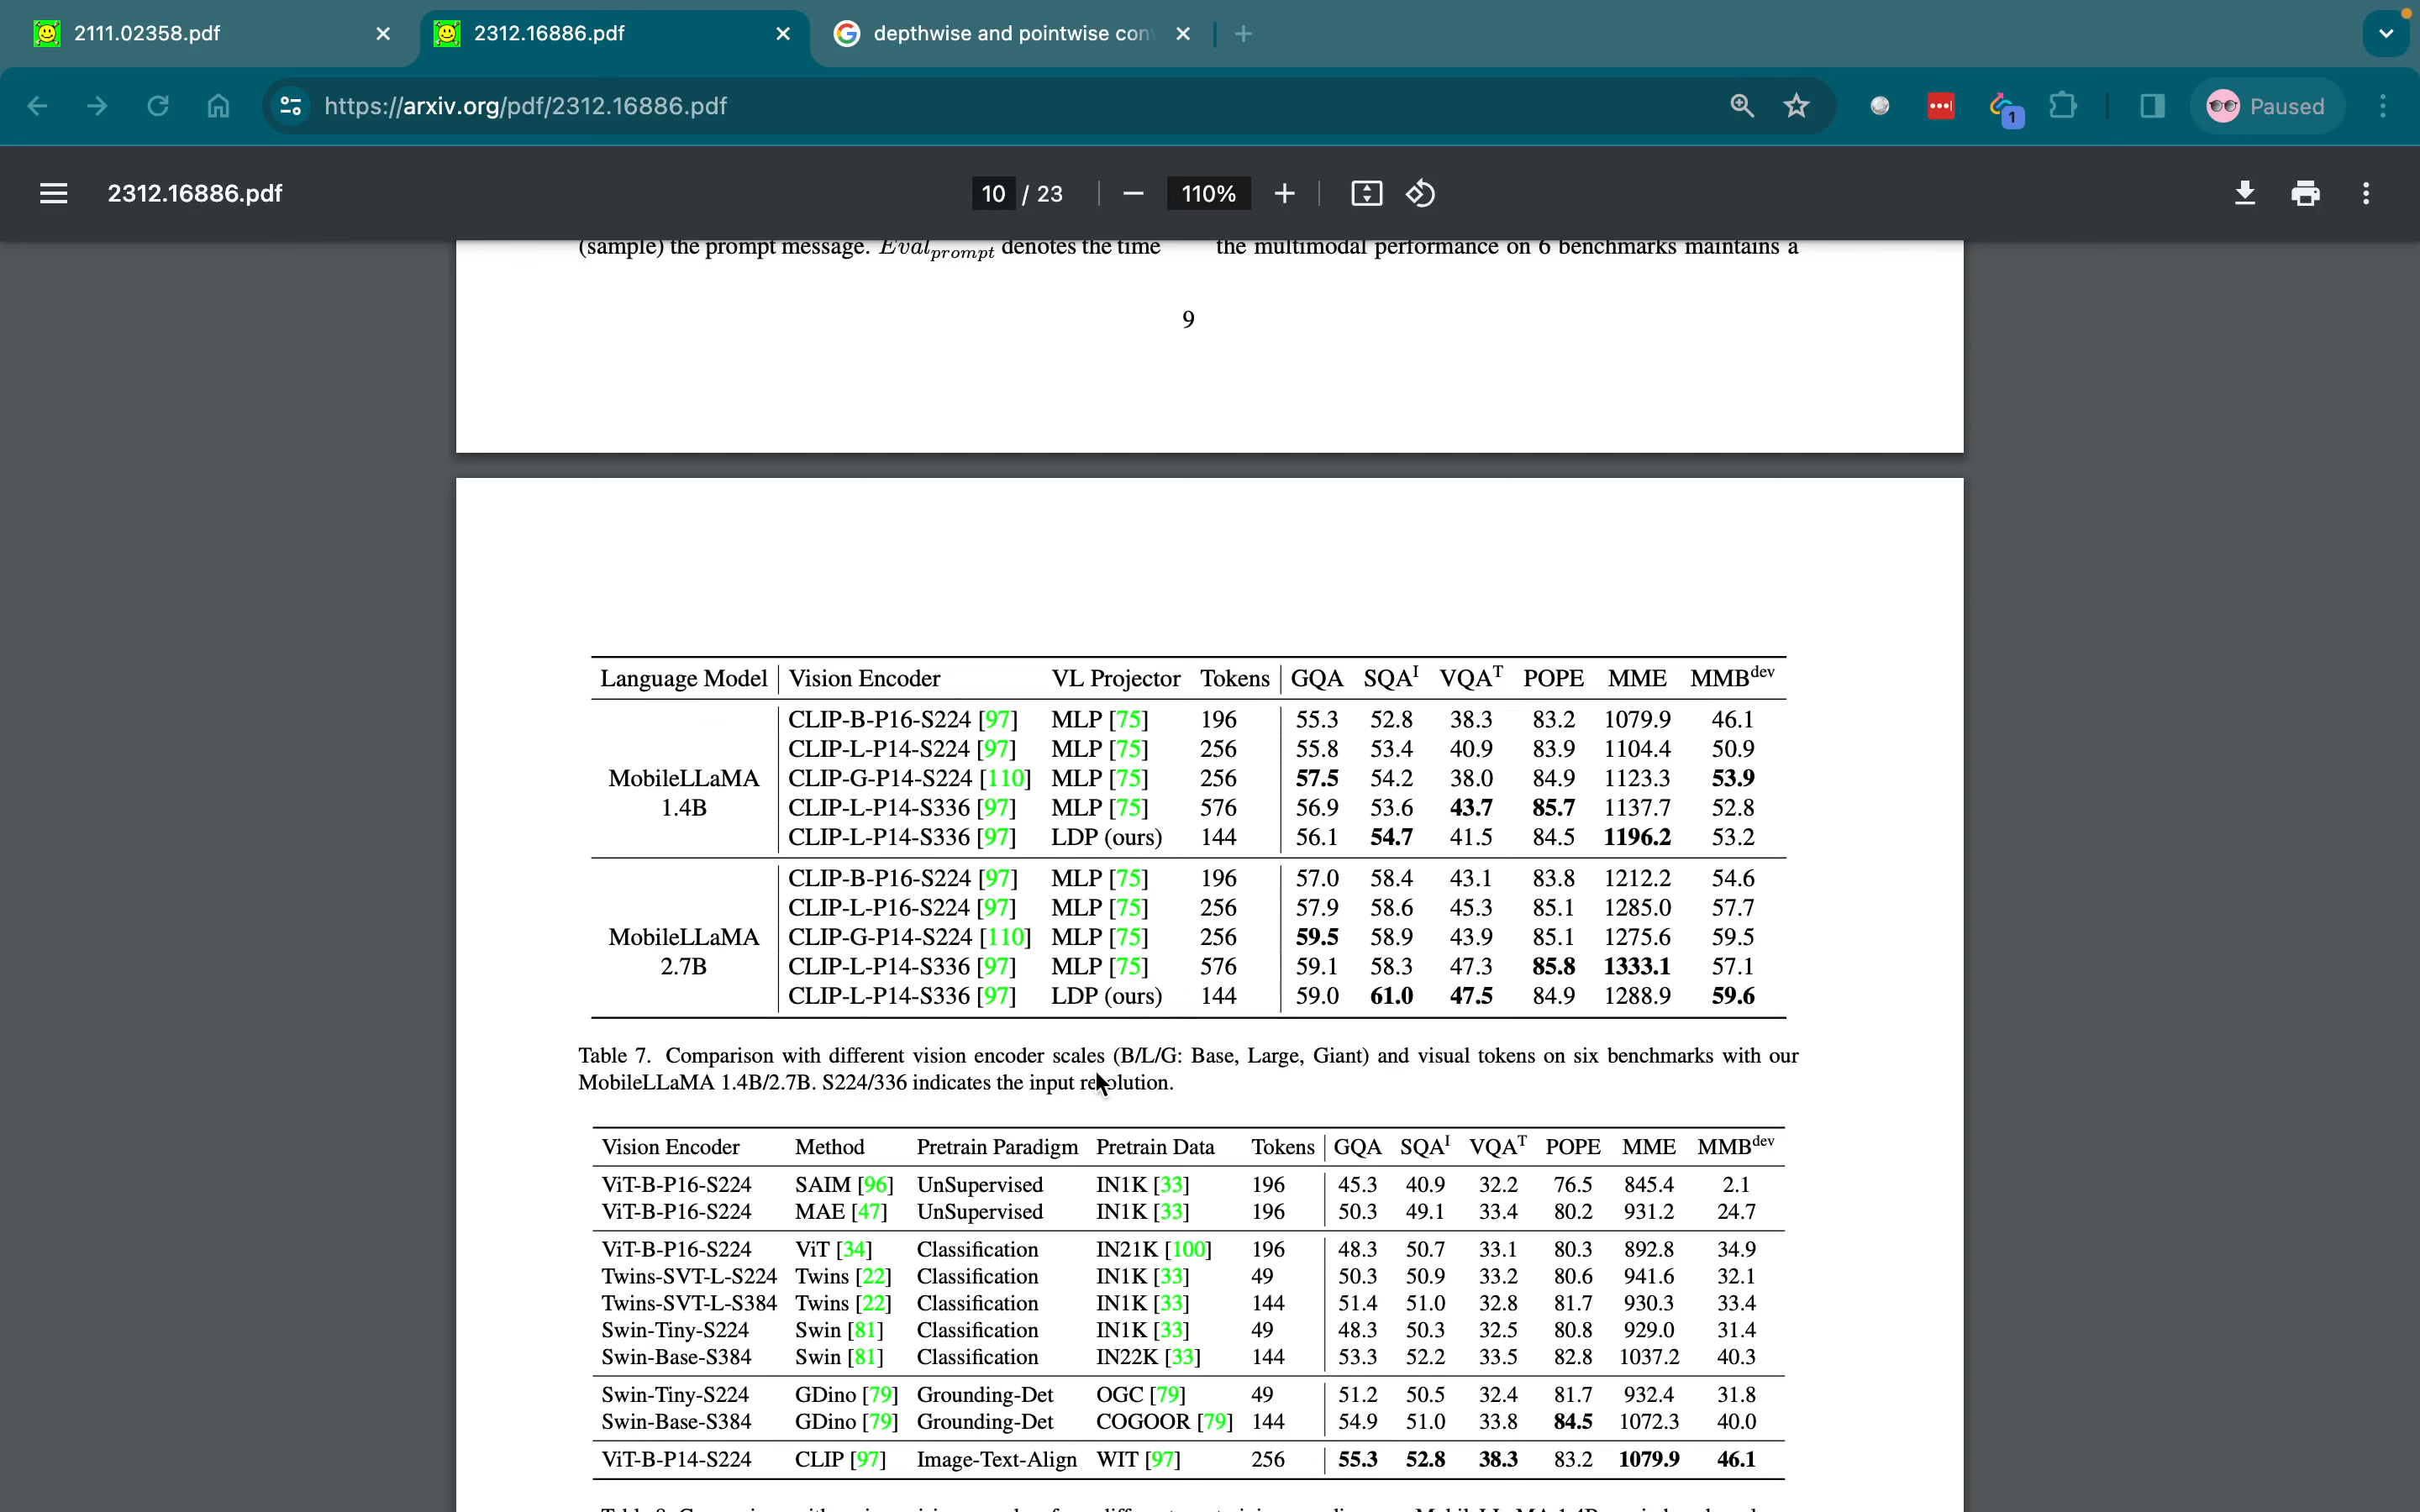 2111.02358.pdf
2312.16886.pdf
depthwise and pointwise con
https://arxiv.org/pdf/2312.16886.pdf
1
Paused
2312.16886.pdf
10 / 23
110%
(sample) the prompt message. Evalprompt denotes the time
the multimodal performance on 6 benchmarks maintains a
9
Language Model Vision Encoder VL Projector Tokens GQA SQA^I VQA^T POPE MME MMB^dev
CLIP-B-P16-S224 [97] MLP [75] 196 55.3 52.8 38.3 83.2 1079.9 46.1
CLIP-L-P14-S224 [97] MLP [75] 256 55.8 53.4 40.9 83.9 1104.4 50.9
MobileLLaMA CLIP-G-P14-S224 [110] MLP [75] 256 57.5 54.2 38.0 84.9 1123.3 53.9
1.4B CLIP-L-P14-S336 [97] MLP [75] 576 56.9 53.6 43.7 85.7 1137.7 52.8
CLIP-L-P14-S336 [97] LDP (ours) 144 56.1 54.7 41.5 84.5 1196.2 53.2
CLIP-B-P16-S224 [97] MLP [75] 196 57.0 58.4 43.1 83.8 1212.2 54.6
CLIP-L-P16-S224 [97] MLP [75] 256 57.9 58.6 45.3 85.1 1285.0 57.7
MobileLLaMA CLIP-G-P14-S224 [110] MLP [75] 256 59.5 58.9 43.9 85.1 1275.6 59.5
2.7B CLIP-L-P14-S336 [97] MLP [75] 576 59.1 58.3 47.3 85.8 1333.1 57.1
CLIP-L-P14-S336 [97] LDP (ours) 144 59.0 61.0 47.5 84.9 1288.9 59.6
Table 7. Comparison with different vision encoder scales (B/L/G: Base, Large, Giant) and visual tokens on six benchmarks with our
MobileLLaMA 1.4B/2.7B. S224/336 indicates the input resolution.
Vision Encoder Method Pretrain Paradigm Pretrain Data Tokens GQA SQA^I VQA^T POPE MME MMB^dev
ViT-B-P16-S224 SAIM [96] UnSupervised IN1K [33] 196 45.3 40.9 32.2 76.5 845.4 2.1
ViT-B-P16-S224 MAE [47] UnSupervised IN1K [33] 196 50.3 49.1 33.4 80.2 931.2 24.7
ViT-B-P16-S224 ViT [34] Classification IN21K [100] 196 48.3 50.7 33.1 80.3 892.8 34.9
Twins-SVT-L-S224 Twins [22] Classification IN1K [33] 49 50.3 50.9 33.2 80.6 941.6 32.1
Twins-SVT-L-S384 Twins [22] Classification IN1K [33] 144 51.4 51.0 32.8 81.7 930.3 33.4
Swin-Tiny-S224 Swin [81] Classification IN1K [33] 49 48.3 50.3 32.5 80.8 929.0 31.4
Swin-Base-S384 Swin [81] Classification IN22K [33] 144 53.3 52.2 33.5 82.8 1037.2 40.3
Swin-Tiny-S224 GDino [79] Grounding-Det OGC [79] 49 51.2 50.5 32.4 81.7 932.4 31.8
Swin-Base-S384 GDino [79] Grounding-Det COGOOR [79] 144 54.9 51.0 33.8 84.5 1072.3 40.0
ViT-B-P14-S224 CLIP [97] Image-Text-Align WIT [97] 256 55.3 52.8 38.3 83.2 1079.9 46.1